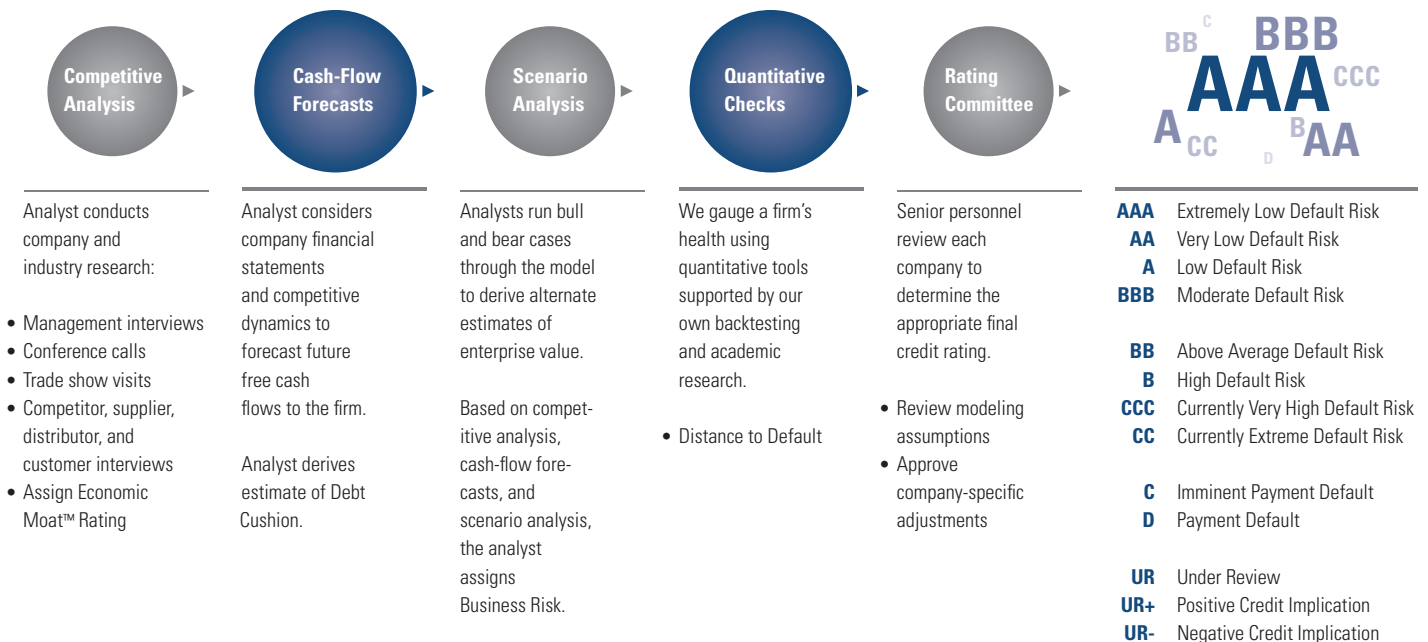 Competitive
Analysis
Cash-Flow
Forecasts
Scenario
Analysis
Quantitative
Checks
Rating
Committee
C
BB
BBB
AAA
CCC
A
CC
B
AA
D
Analyst conducts
company and
industry research:
• Management interviews
• Conference calls
• Trade show visits
• Competitor, supplier,
distributor, and
customer interviews
• Assign Economic
Moat™ Rating
Analyst considers
company financial
statements
and competitive
dynamics to
forecast future
free cash
flows to the firm.
Analyst derives
estimate of Debt
Cushion.
Analysts run bull
and bear cases
through the model
to derive alternate
estimates of
enterprise value.
Based on compet-
itive analysis,
cash-flow fore-
casts, and
scenario analysis,
the analyst
assigns
Business Risk.
We gauge a firm's
health using
quantitative tools
supported by our
own backtesting
and academic
research.
• Distance to Default
Senior personnel
review each
company to
determine the
appropriate final
credit rating.
• Review modeling
assumptions
• Approve
company-specific
adjustments
AAA Extremely Low Default Risk
AA Very Low Default Risk
A Low Default Risk
BBB Moderate Default Risk
BB Above Average Default Risk
B High Default Risk
CCC Currently Very High Default Risk
CC Currently Extreme Default Risk
C Imminent Payment Default
D Payment Default
UR Under Review
UR+ Positive Credit Implication
UR- Negative Credit Implication